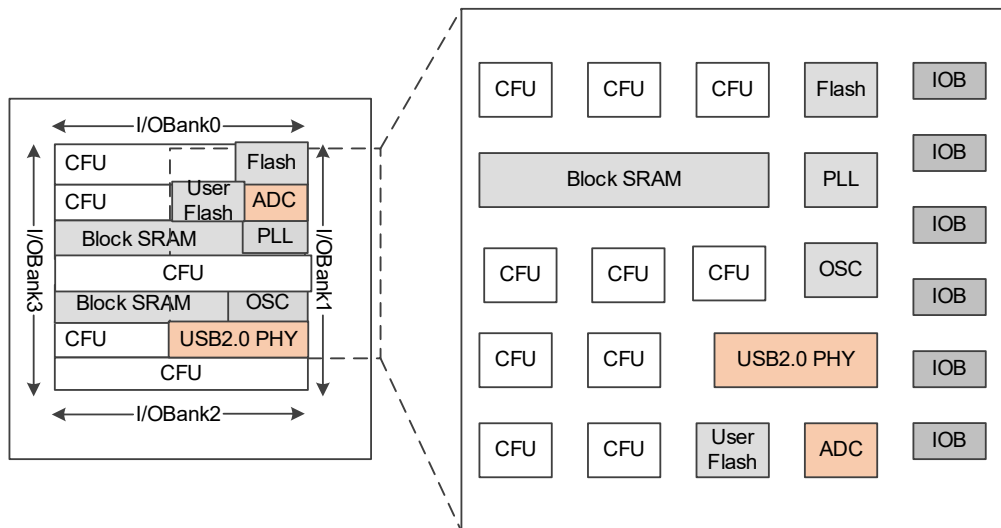 I/OBank0
CFU
Flash
CFU
User
Flash
ADC
Block SRAM
PLL
CFU
Block SRAM
OSC
CFU
USB2.0 PHY
CFU
I/OBank3
I/OBank1
I/OBank2
CFU
CFU
CFU
Flash
IOB
IOB
Block SRAM
PLL
IOB
CFU
CFU
CFU
OSC
IOB
CFU
CFU
USB2.0 PHY
IOB
CFU
CFU
User
Flash
ADC
IOB